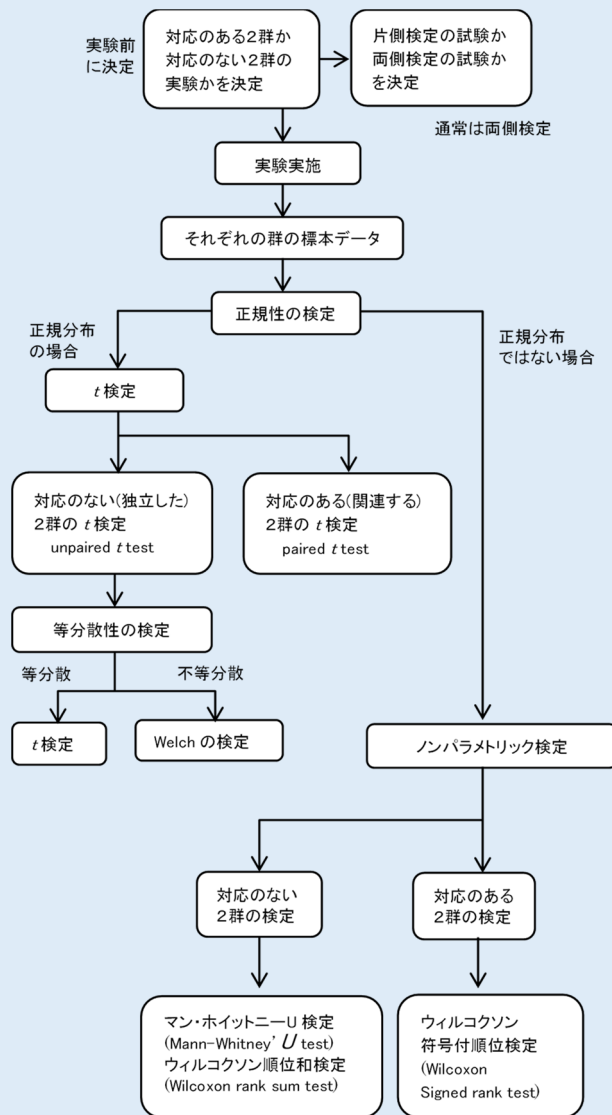 実験前
に決定
対応のある2群か
対応のない2群の
実験かを決定
片側検定の試験か
両側検定の試験か
を決定
通常は両側検定
実験実施
それぞれの群の標本データ
正規性の検定
正規分布
の場合
正規分布
ではない場合
t 検定
対応のない(独立した)
2群の t 検定
unpaired t test
対応のある(関連する)
2群の t 検定
paired t test
等分散性の検定
等分散
不等分散
t 検定
Welch の検定
ノンパラメトリック検定
対応のない
2群の検定
対応のある
2群の検定
マン・ホイットニーU 検定
(Mann-Whitney' U test)
ウィルコクソン順位和検定
(Wilcoxon rank sum test)
ウィルコクソン
符号付順位検定
(Wilcoxon
Signed rank test)